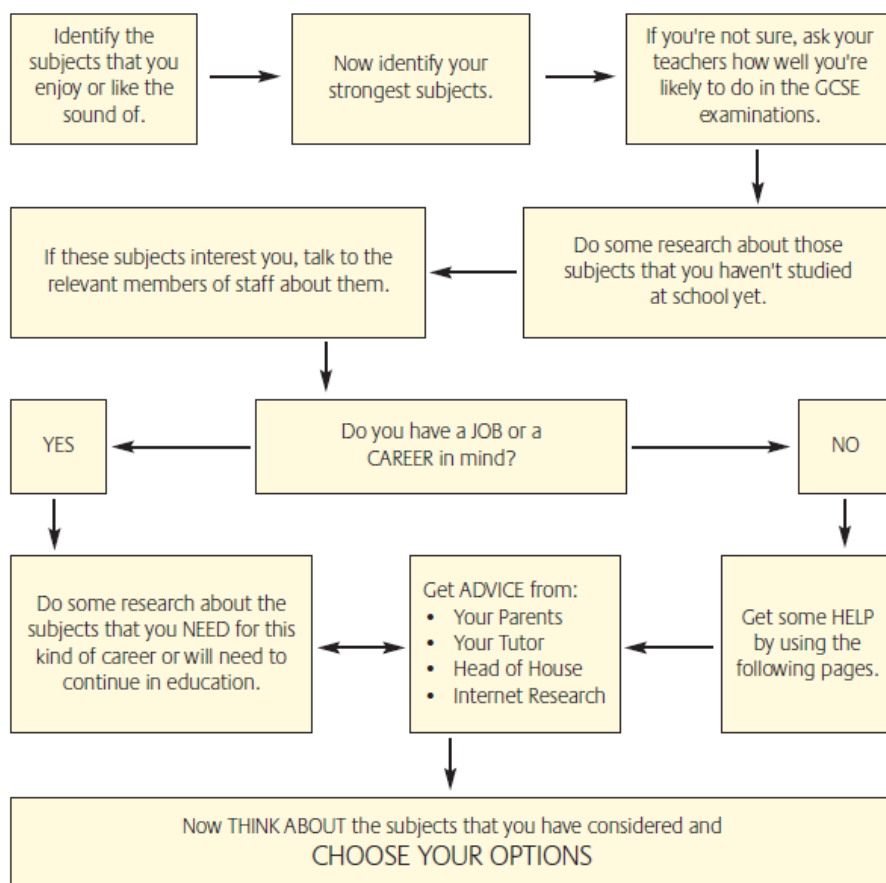 Identify the
subjects that you
enjoy or like the
sound of.
Now identify your
strongest subjects.
If you're not sure, ask your
teachers how well you're
likely to do in the GCSE
examinations.
Do some research about those
subjects that you haven't studied
at school yet.
If these subjects interest you, talk to the
relevant members of staff about them.
Do you have a JOB or a
CAREER in mind?
YES
NO
Do some research about the
subjects that you NEED for this
kind of career or will need to
continue in education.
Get ADVICE from:
• Your Parents
• Your Tutor
• Head of House
• Internet Research
Get some HELP
by using the
following pages.
Now THINK ABOUT the subjects that you have considered and
CHOOSE YOUR OPTIONS